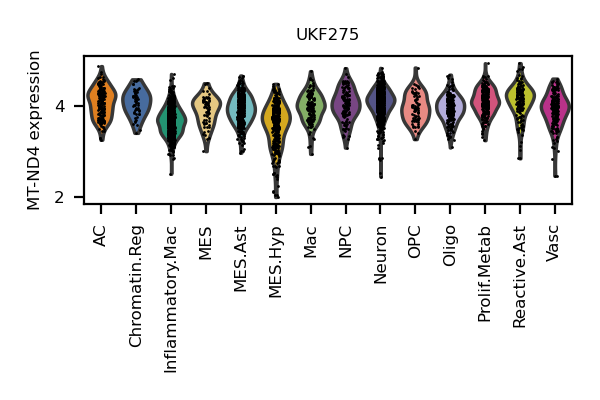 UKF275
MT-ND4 expression
4
2
AC
Chromatin.Reg
Inflammatory.Mac
MES
MES.Ast
MES.Hyp
Mac
NPC
Neuron
OPC
Oligo
Prolif.Metab
Reactive.Ast
Vasc